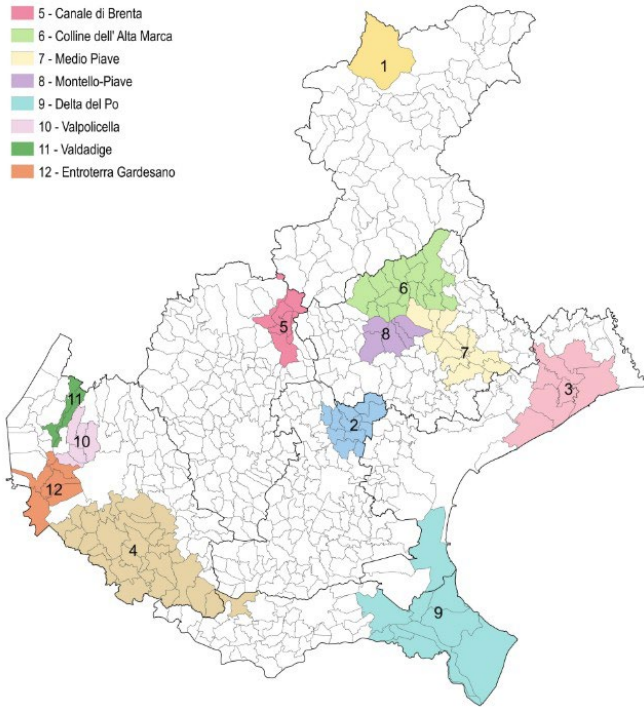 5 - Canale di Brenta
6 - Colline dell' Alta Marca
7 - Medio Piave
8 - Montello-Piave
9 - Delta del Po
10 - Valpolicella
11 - Valdadige
12 - Entroterra Gardesano
1
6
5
8
7
3
11
2
10
12
4
9